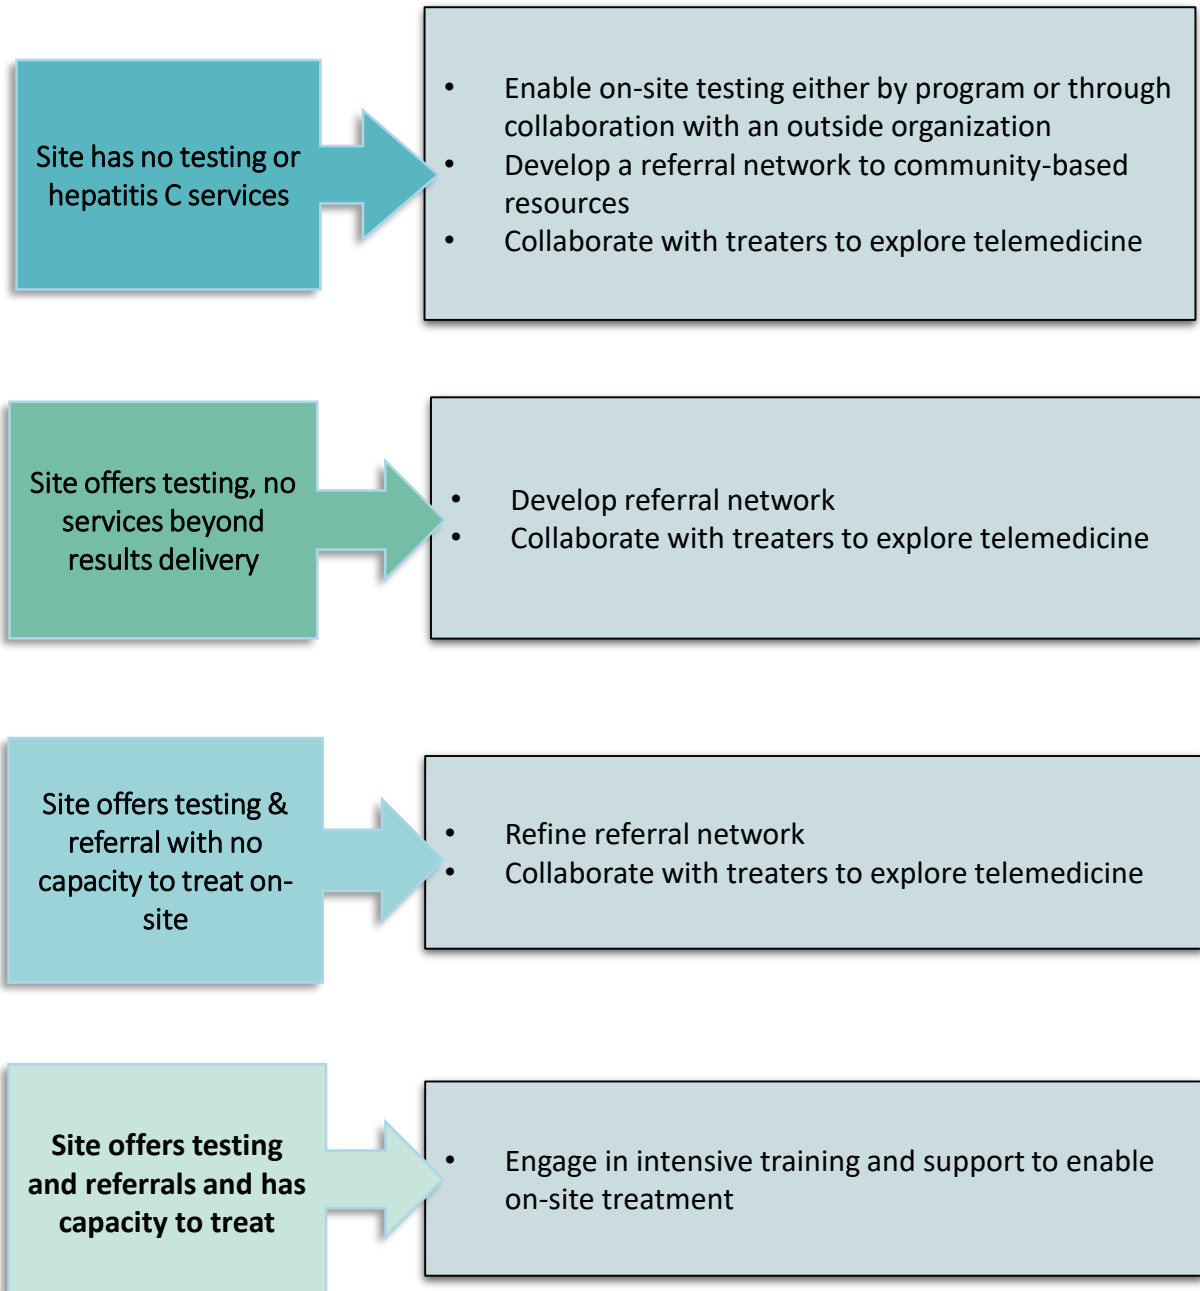 Site has no testing or
hepatitis C services
• Enable on-site testing either by program or through
collaboration with an outside organization
• Develop a referral network to community-based
resources
• Collaborate with treaters to explore telemedicine
Site offers testing, no
services beyond
results delivery
• Develop referral network
• Collaborate with treaters to explore telemedicine
Site offers testing &
referral with no
capacity to treat on-
site
• Refine referral network
• Collaborate with treaters to explore telemedicine
Site offers testing
and referrals and has
capacity to treat
• Engage in intensive training and support to enable
on-site treatment